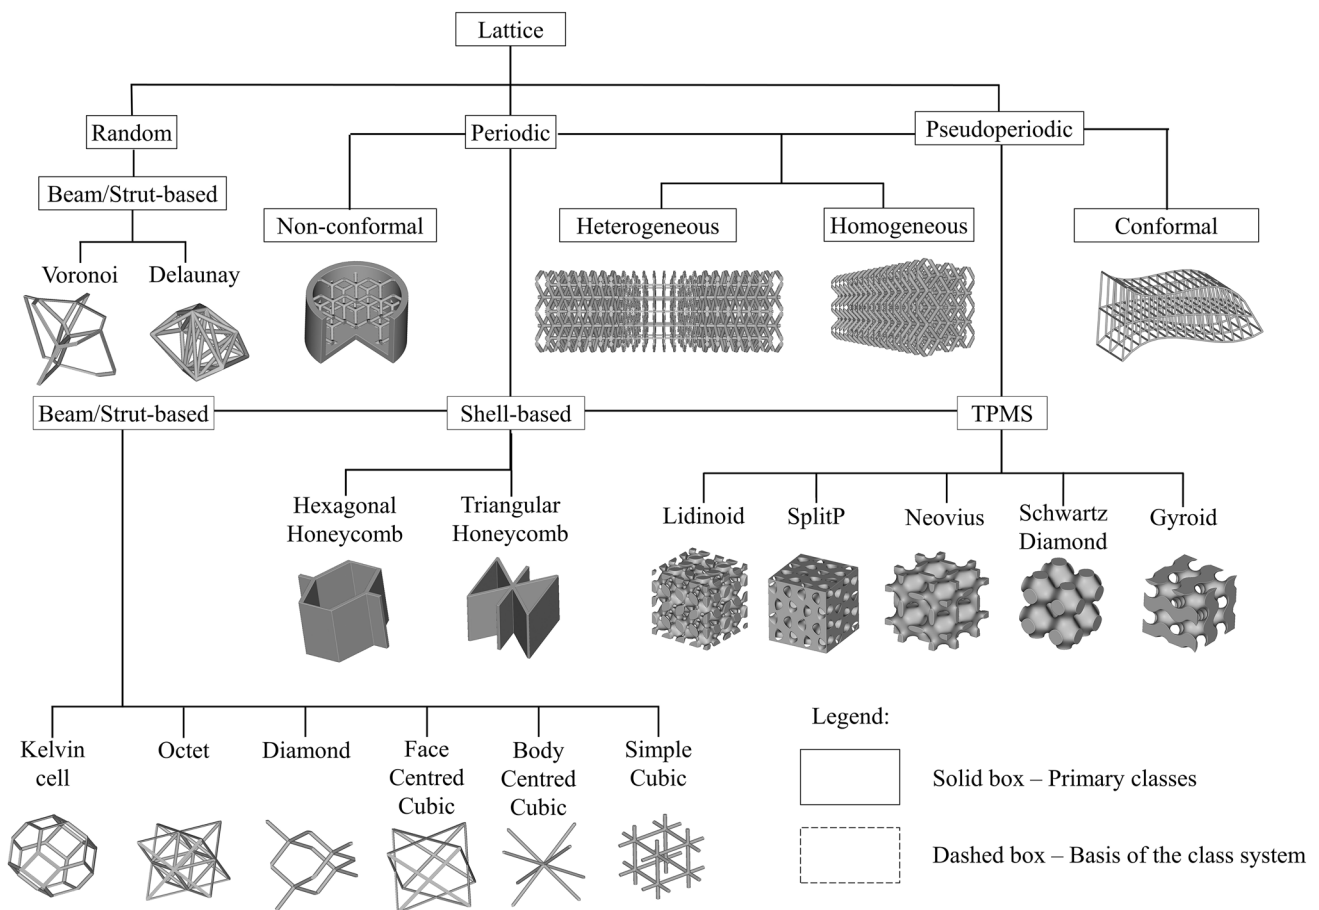 Lattice
Random
Periodic
Pseudoperiodic
Beam/Strut-based
Non-conformal
Heterogeneous
Homogeneous
Conformal
Voronoi
Delaunay
Beam/Strut-based
Shell-based
TPMS
Hexagonal
Honeycomb
Triangular
Honeycomb
Lidinoid
SplitP
Neovius
Schwartz
Diamond
Gyroid
Kelvin
cell
Octet
Diamond
Face
Centred
Cubic
Body
Centred
Cubic
Simple
Cubic
Legend:
Solid box – Primary classes
Dashed box – Basis of the class system